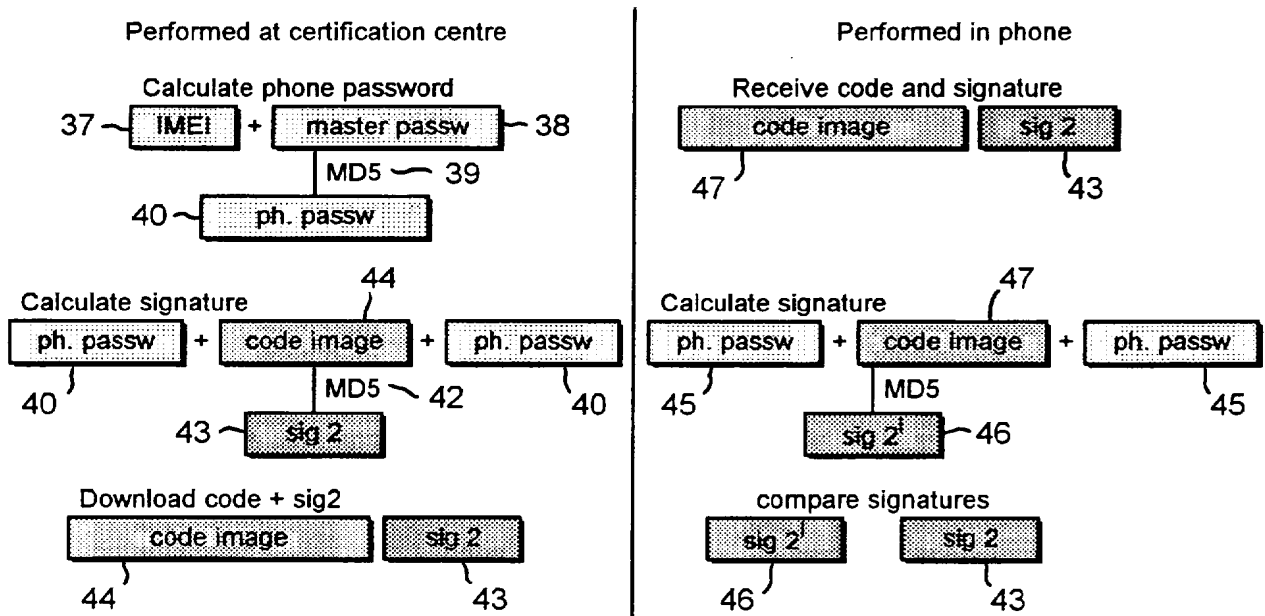 Performed at certification centre
Calculate phone password
37 IMEI + master passw 38
MD5 39
40 ph. passw
Calculate signature
44
ph. passw + code image + ph. passw
40 MD5 42 40
43 sig 2
Download code + sig2
code image sig 2
44 43
Performed in phone
Receive code and signature
code image sig 2
47 43
47
Calculate signature
ph. passw + code image + ph. passw
45 MD5 45
sig 2i 46
compare signatures
sig 2i sig 2
46 43